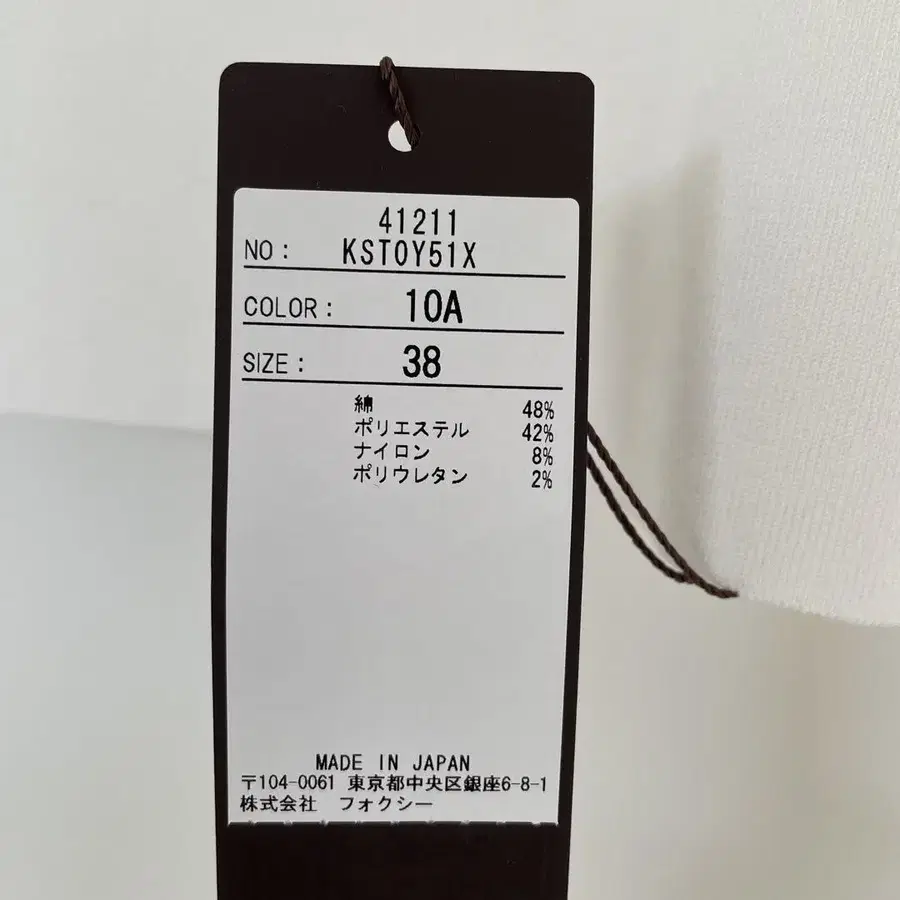 41211
NO: KSTOY51X
COLOR: 10A
SIZE: 38
綿 48%
ポリエステル 42%
ナイロン 8%
ポリウレタン 2%
MADE IN JAPAN
〒104-0061 東京都中央区銀座6-8-1
株式会社 フォクシー